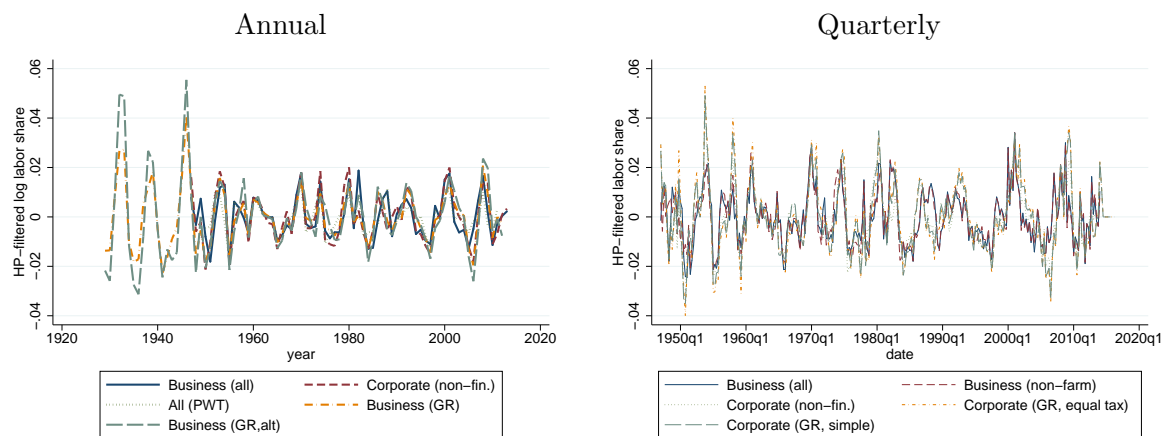 Annual
HP−filtered log labor share
.06
.04
.02
0
−.02
−.04
1920 1940 1960 1980 2000 2020
year
Business (all) Corporate (non−fin.)
All (PWT) Business (GR)
Business (GR,alt)
Quarterly
HP−filtered labor share
.06
.04
.02
0
−.02
−.04
1950q1 1960q1 1970q1 1980q1 1990q1 2000q1 2010q1 2020q1
date
Business (all) Business (non−farm)
Corporate (non−fin.) Corporate (GR, equal tax)
Corporate (GR, simple)